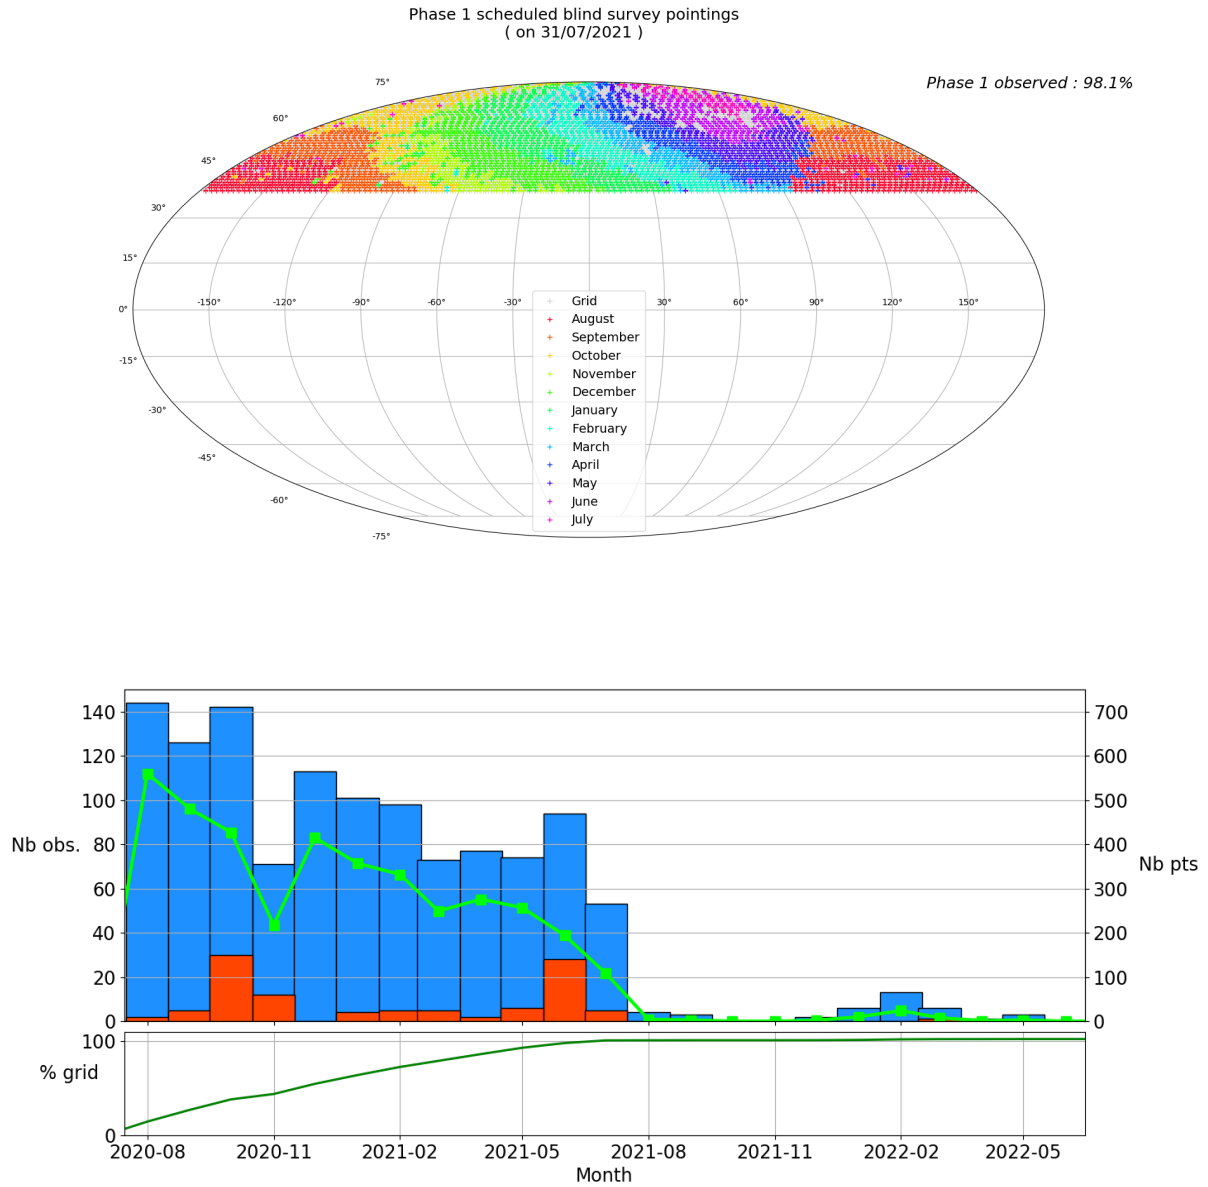 Phase 1 scheduled blind survey pointings
( on 31/07/2021 )
Phase 1 observed : 98.1%
75°
60°
45°
30°
15°
0°
-15°
-30°
-45°
-60°
-75°
-150° -120° -90° -60° -30° 30° 60° 90° 120° 150°
Grid
August
September
October
November
December
January
February
March
April
May
June
July
140 700
120 600
100 500
80 400
Nb obs.
Nb pts
60 300
40 200
20 100
0 0
100
% grid
0
2020-08 2020-11 2021-02 2021-05 2021-08 2021-11 2022-02 2022-05
Month